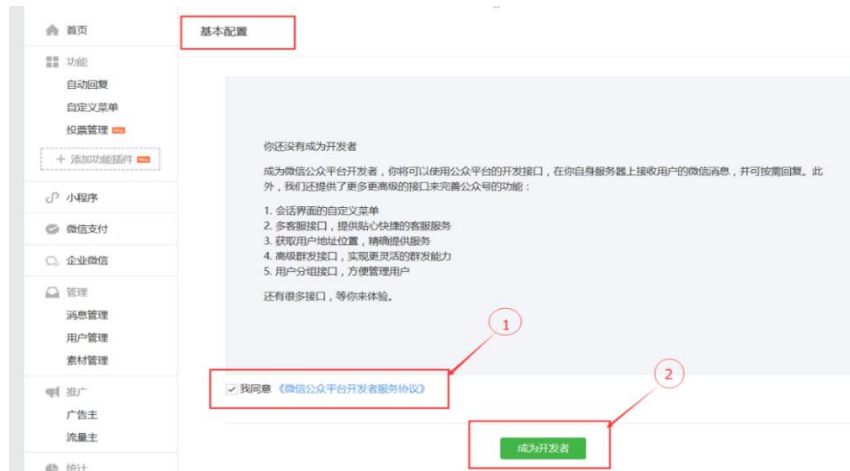 首页
基本配置
功能
自动回复
自定义菜单
投票管理
+ 添加功能插件
小程序
微信支付
企业微信
管理
消息管理
用户管理
素材管理
推广
广告主
流量主
统计
你还没有成为开发者
成为微信公众平台开发者，你将可以使用公众平台的开发接口，在你自身服务器上接收用户的微信消息，并可按需回复。此
外，我们还提供了更多更高级的接口来完善公众号的功能：
1. 会话界面的自定义菜单
2. 多客服接口，提供贴心快捷的客服服务
3. 获取用户地址位置，精确提供服务
4. 高级群发接口，实现更灵活的群发能力
5. 用户分组接口，方便管理用户
还有很多接口，等你来体验。
1
我同意《微信公众平台开发者服务协议》
2
成为开发者